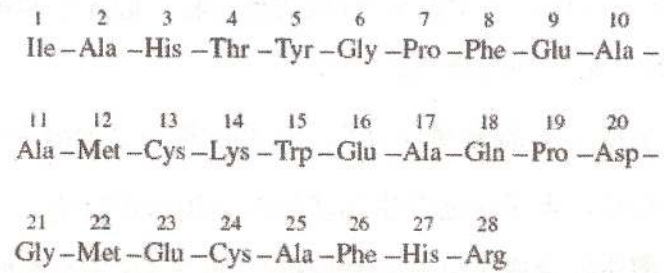 1 2 3 4 5 6 7 8 9 10
Ile–Ala–His–Thr–Tyr–Gly–Pro–Phe–Glu–Ala–
11 12 13 14 15 16 17 18 19 20
Ala–Met–Cys–Lys–Trp–Glu–Ala–Gln–Pro–Asp–
21 22 23 24 25 26 27 28
Gly–Met–Glu–Cys–Ala–Phe–His–Arg